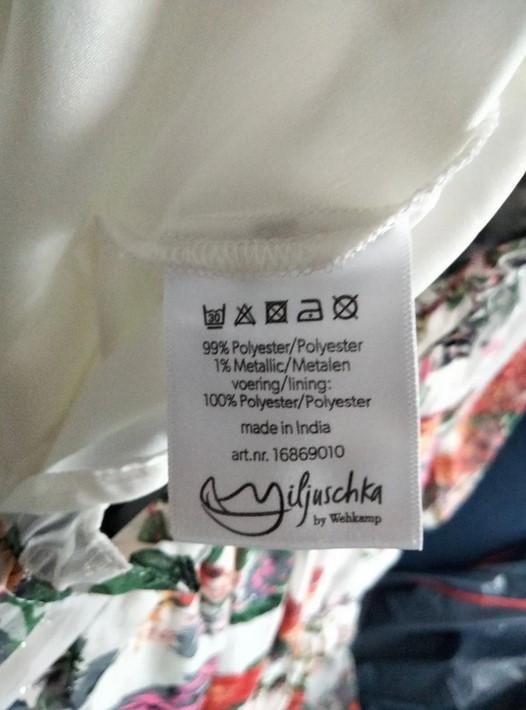 30
99% Polyester/Polyester
1% Metallic/Metalen
voering/lining:
100% Polyester/Polyester
made in India
art.nr. 16869010
Miljuschka
by Wehkamp